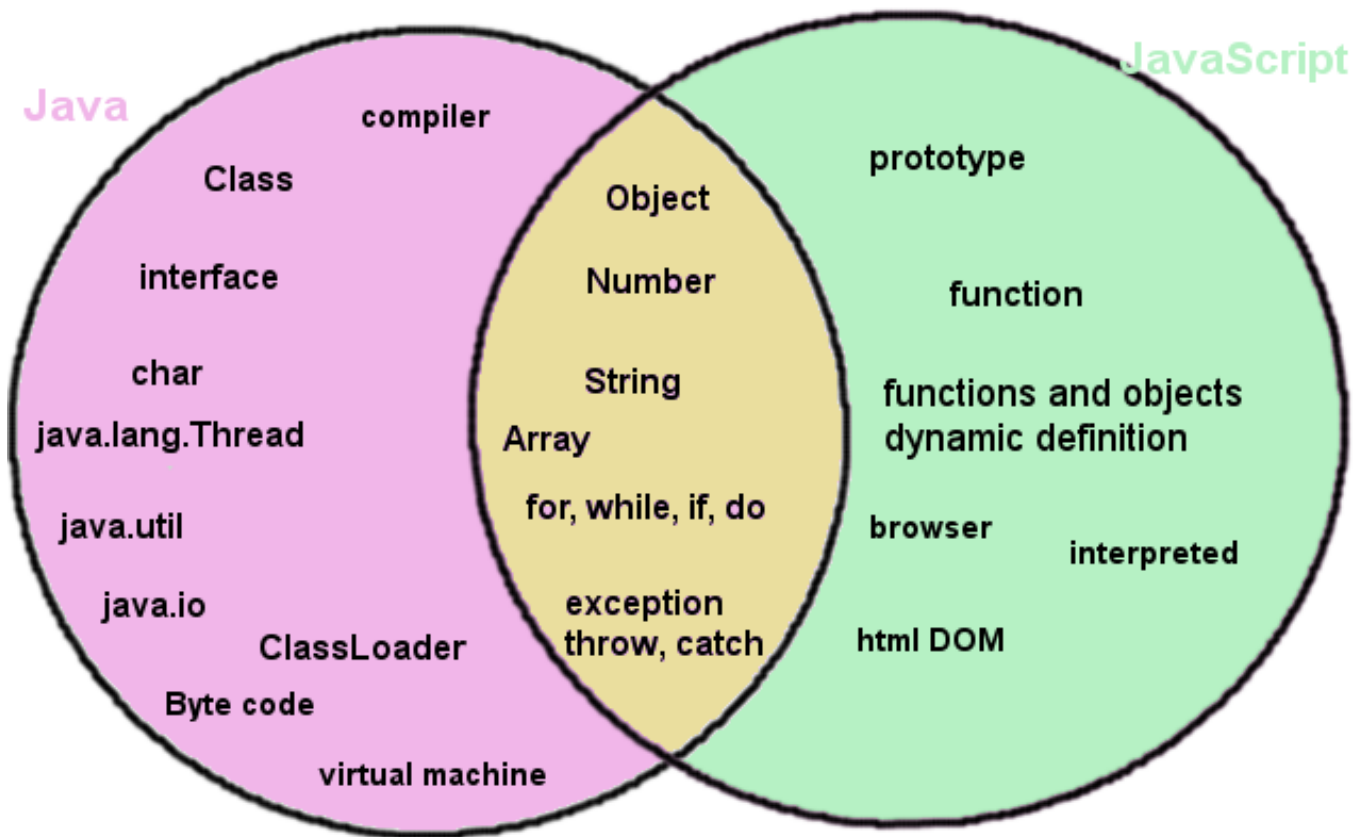 Java
compiler
Class
interface
char
java.lang.Thread
java.util
java.io
ClassLoader
Byte code
virtual machine
Object
Number
String
Array
for, while, if, do
exception
throw, catch
JavaScript
prototype
function
functions and objects
dynamic definition
browser
interpreted
html DOM